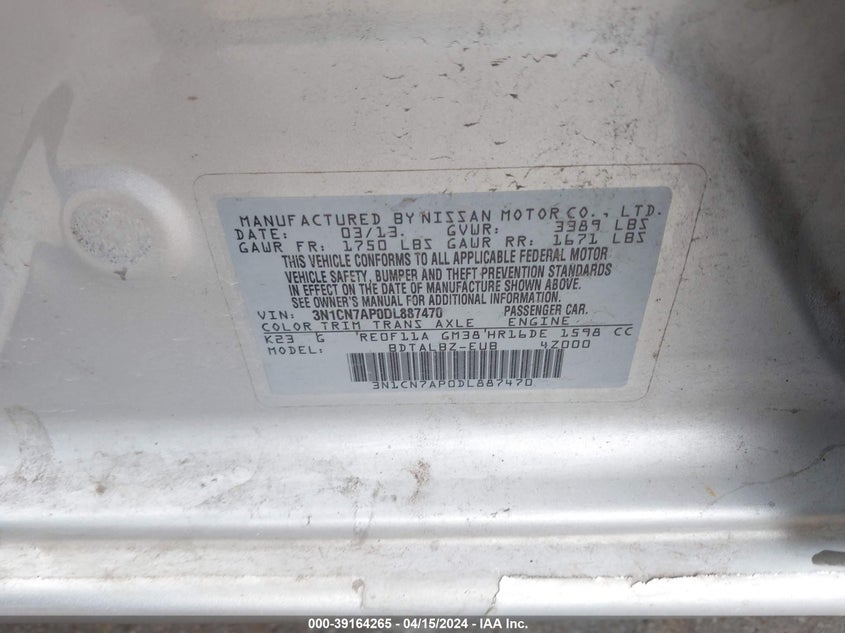 MANUFACTURED BY NISSAN MOTOR CO., LTD.
DATE: 03/13. GVWR: 3389 LBS
GAWR FR: 1750 LBS GAWR RR: 1671 LBS
THIS VEHICLE CONFORMS TO ALL APPLICABLE FEDERAL MOTOR
VEHICLE SAFETY, BUMPER AND THEFT PREVENTION STANDARDS
IN EFFECT ON THE DATE OF MANUFACTURE SHOWN ABOVE.
SEE OWNER'S MANUAL FOR ADDITIONAL INFORMATION.
VIN: 3N1CN7AP0DL887470 PASSENGER CAR.
COLOR TRIM TRANS AXLE ENGINE
K23 G RE0F11A GM38 HR16DE 1598 CC
MODEL: BDTALBZ-EUB 4Z000
3N1CN7AP0DL887470
000-39164265 - 04/15/2024 - IAA Inc.